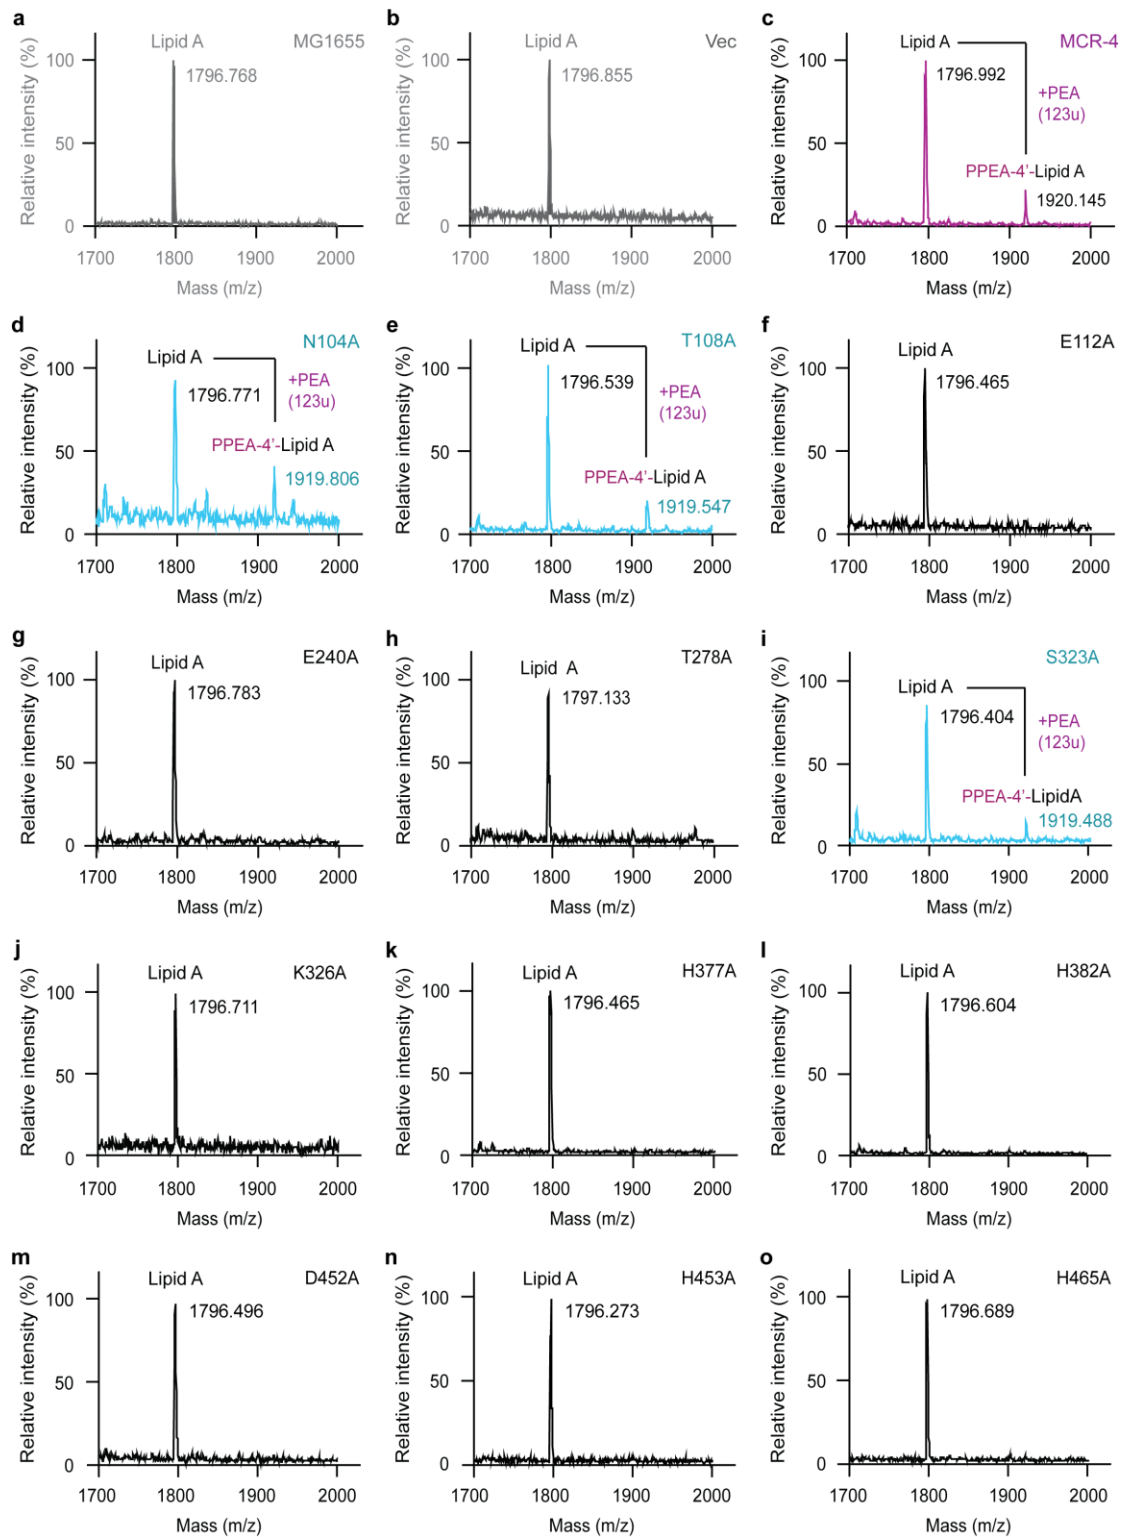 a
Relative intensity (%)
100
50
0
Lipid A
MG1655
1796.768
1700 1800 1900 2000
Mass (m/z)
b
Relative intensity (%)
100
50
0
Lipid A
Vec
1796.855
1700 1800 1900 2000
Mass (m/z)
c
Relative intensity (%)
100
50
0
Lipid A
MCR-4
1796.992
+PEA
(123u)
PPEA-4'-Lipid A
1920.145
1700 1800 1900 2000
Mass (m/z)
d
Relative intensity (%)
100
50
0
N104A
Lipid A
+PEA
(123u)
1796.771
PPEA-4'-Lipid A
1919.806
1700 1800 1900 2000
Mass (m/z)
e
Relative intensity (%)
100
50
0
T108A
Lipid A
1796.539
+PEA
(123u)
PPEA-4'-Lipid A
1919.547
1700 1800 1900 2000
Mass (m/z)
f
Relative intensity (%)
100
50
0
E112A
Lipid A
1796.465
1700 1800 1900 2000
Mass (m/z)
g
Relative intensity (%)
100
50
0
E240A
Lipid A
1796.783
1700 1800 1900 2000
Mass (m/z)
h
Relative intensity (%)
100
50
0
T278A
Lipid A
1797.133
1700 1800 1900 2000
Mass (m/z)
i
Relative intensity (%)
100
50
0
S323A
Lipid A
1796.404
+PEA
(123u)
PPEA-4'-LipidA
1919.488
1700 1800 1900 2000
Mass (m/z)
j
Relative intensity (%)
100
50
0
Lipid A
K326A
1796.711
1700 1800 1900 2000
Mass (m/z)
k
Relative intensity (%)
100
50
0
Lipid A
H377A
1796.465
1700 1800 1900 2000
Mass (m/z)
l
Relative intensity (%)
100
50
0
Lipid A
H382A
1796.604
1700 1800 1900 2000
Mass (m/z)
m
Relative intensity (%)
100
50
0
Lipid A
D452A
1796.496
1700 1800 1900 2000
Mass (m/z)
n
Relative intensity (%)
100
50
0
Lipid A
H453A
1796.273
1700 1800 1900 2000
Mass (m/z)
o
Relative intensity (%)
100
50
0
Lipid A
H465A
1796.689
1700 1800 1900 2000
Mass (m/z)